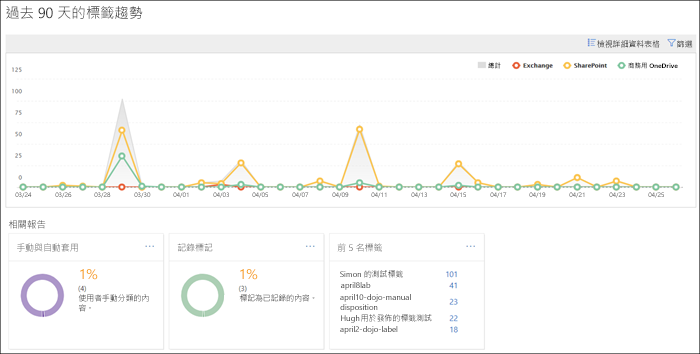 過去 90 天的標籤趨勢
檢視詳細資料表格 篩選
總計 Exchange SharePoint 商務用 OneDrive
125
100
75
50
25
0
03/24 03/26 03/28 03/30 04/01 04/03 04/05 04/07 04/09 04/11 04/13 04/15 04/17 04/19 04/21 04/23 04/25
相關報告
手動與自動套用 ...
1%
(4)
使用者手動分類的內
容。
記錄標記 ...
1%
(3)
標記為已記錄的內容。
前 5 名標籤 ...
Simon 的測試標籤 101
april8lab 41
april10-dojo-manual
disposition 23
Hugh用於發佈的標籤測試 22
april2-dojo-label 18